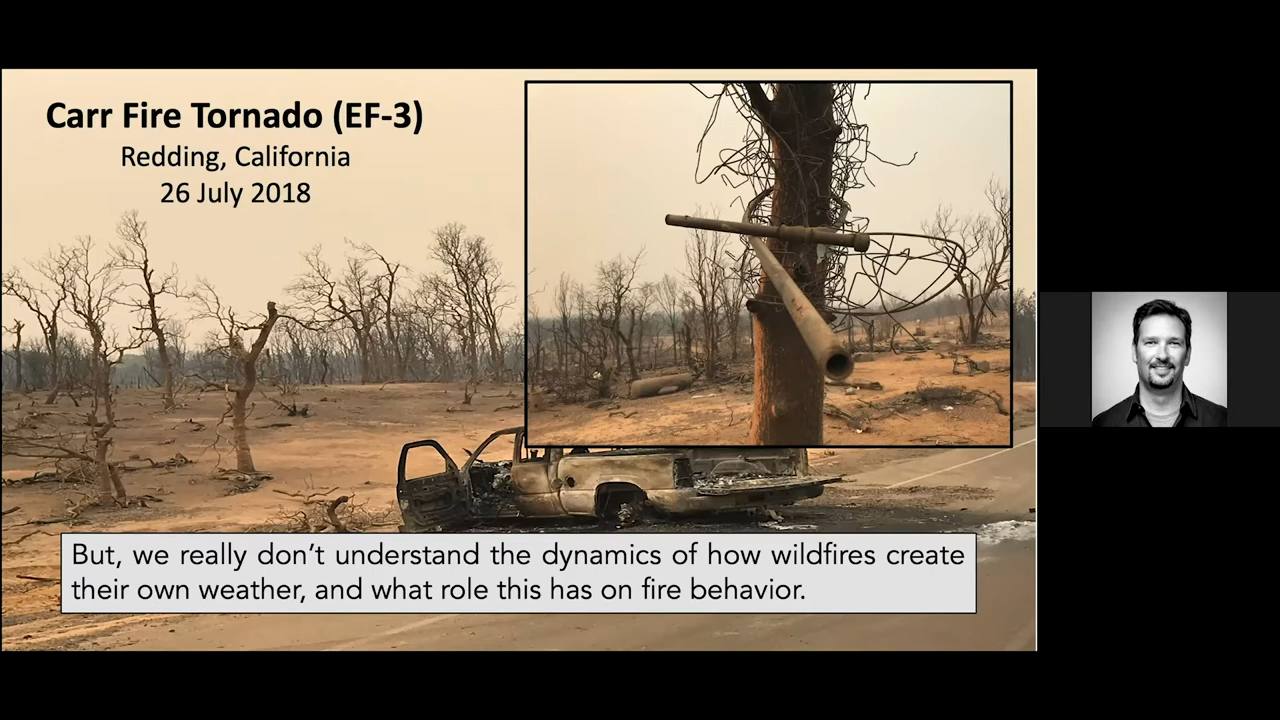 Carr Fire Tornado (EF-3)
Redding, California
26 July 2018
But, we really don’t understand the dynamics of how wildfires create
their own weather, and what role this has on fire behavior.